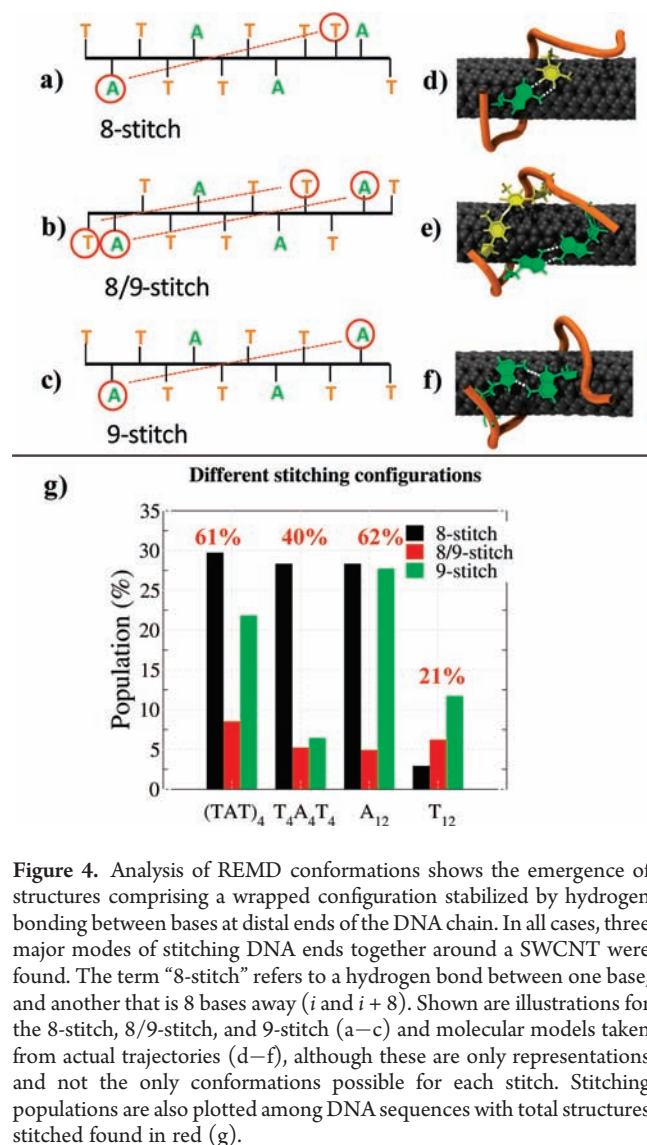 T T A T T T A
a)
A T T A T
8-stitch
d)
T A T T A T
b)
T A T T A T
8/9-stitch
e)
T T A T T A
c)
A T T A T T
9-stitch
f)
g)
Different stitching configurations
Population (%)
35
30
25
20
15
10
5
0
61%
40%
62%
21%
8-stitch
8/9-stitch
9-stitch
(TAT)₄ T₄A₄T₄ A₁₂ T₁₂
Figure 4. Analysis of REMD conformations shows the emergence of
structures comprising a wrapped configuration stabilized by hydrogen
bonding between bases at distal ends of the DNA chain. In all cases, three
major modes of stitching DNA ends together around a SWCNT were
found. The term “8-stitch” refers to a hydrogen bond between one base,
and another that is 8 bases away (i and i + 8). Shown are illustrations for
the 8-stitch, 8/9-stitch, and 9-stitch (a−c) and molecular models taken
from actual trajectories (d−f), although these are only representations
and not the only conformations possible for each stitch. Stitching
populations are also plotted among DNA sequences with total structures
stitched found in red (g).